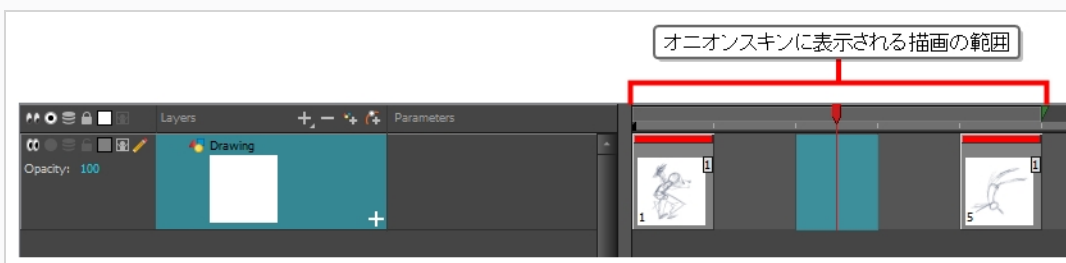 オニオンスキンに表示される描画の範囲
Layers
Parameters
Drawing
Opacity: 100
1
1
1
5